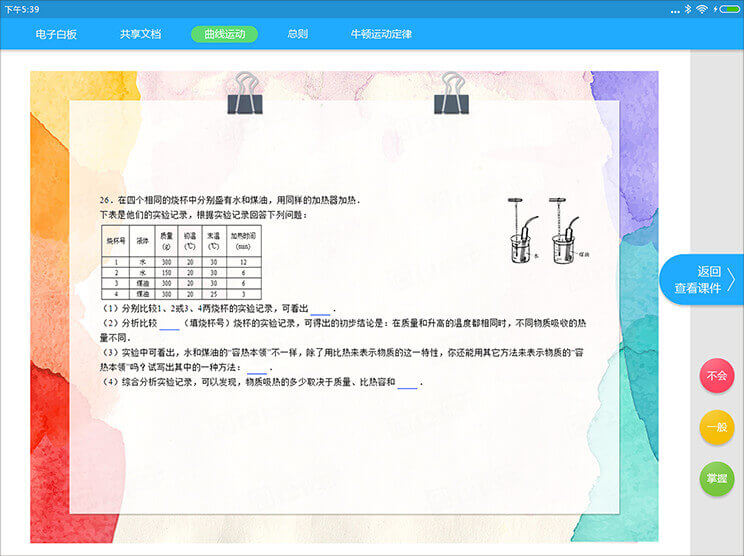 下午5:39
电子白板 共享文档 曲线运动 总则 牛顿运动定律
26．在四个相同的烧杯中分别盛有水和煤油，用同样的加热器加热．
下表是他们的实验记录，根据实验记录回答下列问题：
烧杯号 液体 质量(g) 初温(℃) 末温(℃) 加热时间(min)
1 水 300 20 30 12
2 水 150 20 30 6
3 煤油 300 20 30 6
4 煤油 300 20 25 3
水 煤油
（1）分别比较1、2或3、4两烧杯的实验记录，可看出____．
（2）分析比较____（填烧杯号）烧杯的实验记录，可得出的初步结论是：在质量和升高的温度都相同时，不同物质吸收的热
量不同．
（3）实验中可看出，水和煤油的“容热本领”不一样，除了用比热来表示物质的这一特性，你还能用其它方法来表示物质的“容
热本领”吗？试写出其中的一种方法：____．
（4）综合分析实验记录，可以发现，物质吸热的多少取决于质量、比热容和____．
返回
查看课件
不会
一般
掌握